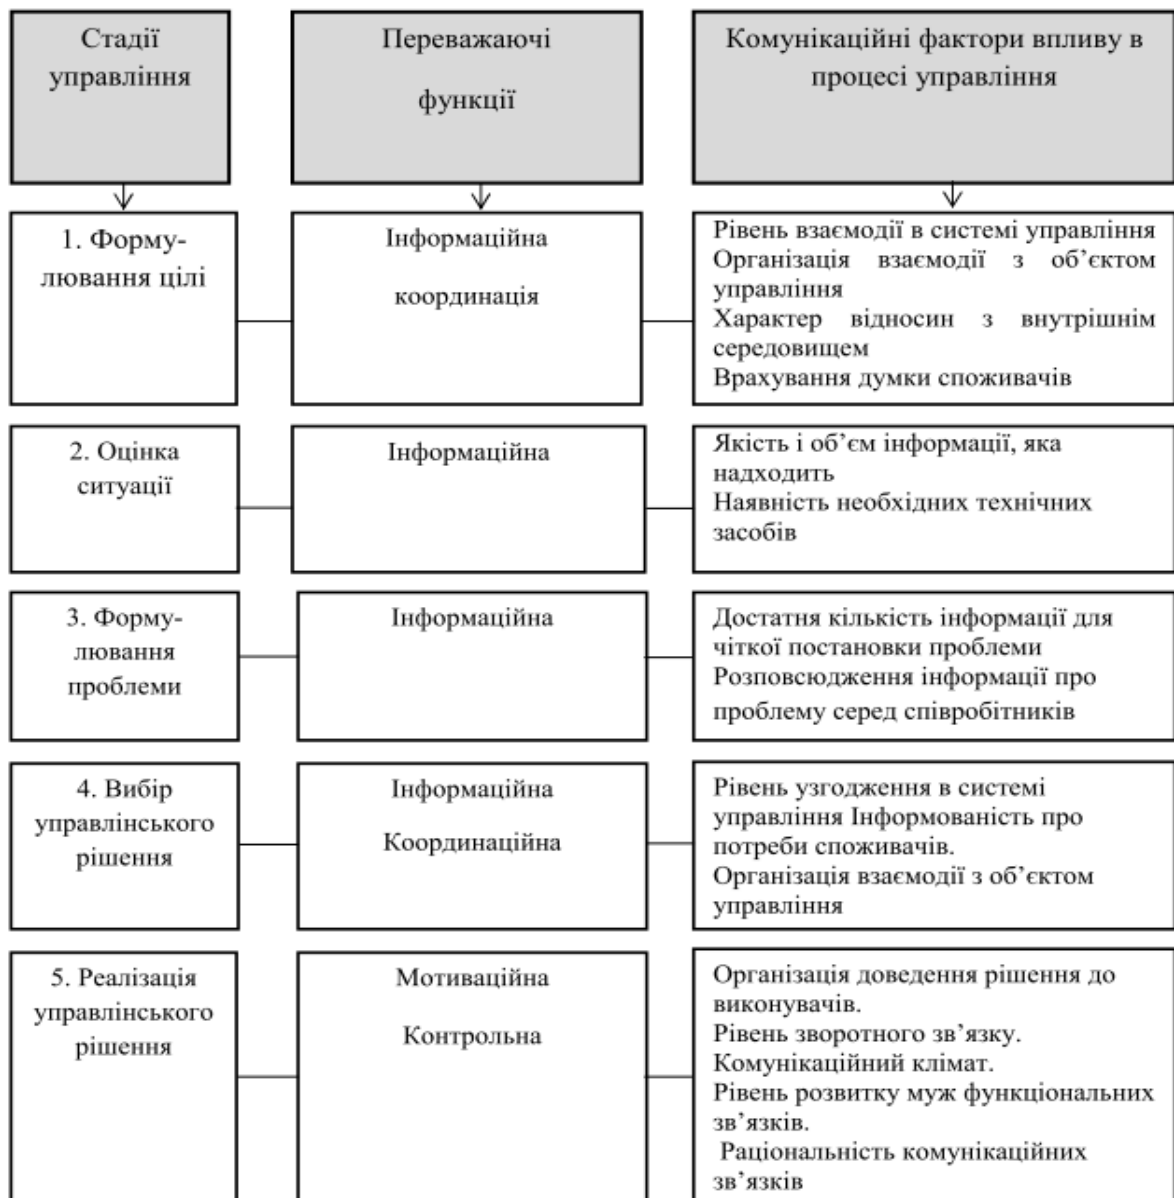 Стадії
управління
Переважаючі
функції
Комунікаційні фактори впливу в
процесі управління
1. Форму-
лювання цілі
Інформаційна
координація
Рівень взаємодії в системі управління
Організація взаємодії з об’єктом
управління
Характер відносин з внутрішнім
середовищем
Врахування думки споживачів
2. Оцінка
ситуації
Інформаційна
Якість і об’єм інформації, яка
надходить
Наявність необхідних технічних
засобів
3. Форму-
лювання
проблеми
Інформаційна
Достатня кількість інформації для
чіткої постановки проблеми
Розповсюдження інформації про
проблему серед співробітників
4. Вибір
управлінського
рішення
Інформаційна
Координаційна
Рівень узгодження в системі
управління Інформованість про
потреби споживачів.
Організація взаємодії з об’єктом
управління
5. Реалізація
управлінського
рішення
Мотиваційна
Контрольна
Організація доведення рішення до
виконувачів.
Рівень зворотного зв’язку.
Комунікаційний клімат.
Рівень розвитку муж функціональних
зв’язків.
Раціональність комунікаційних
зв’язків